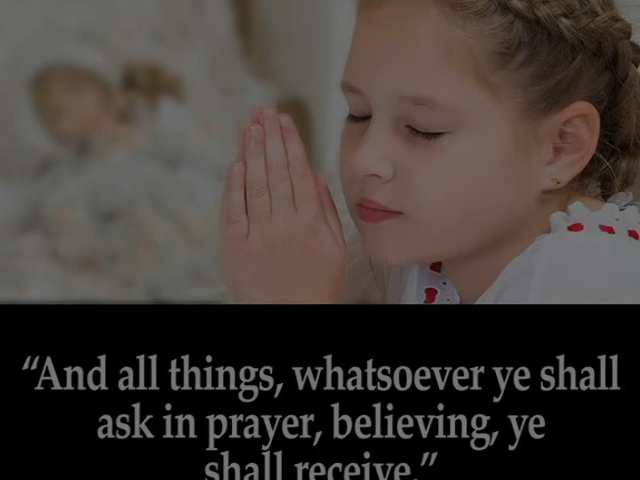 “And all things, whatsoever ye shall
ask in prayer, believing, ye
shall receive.”